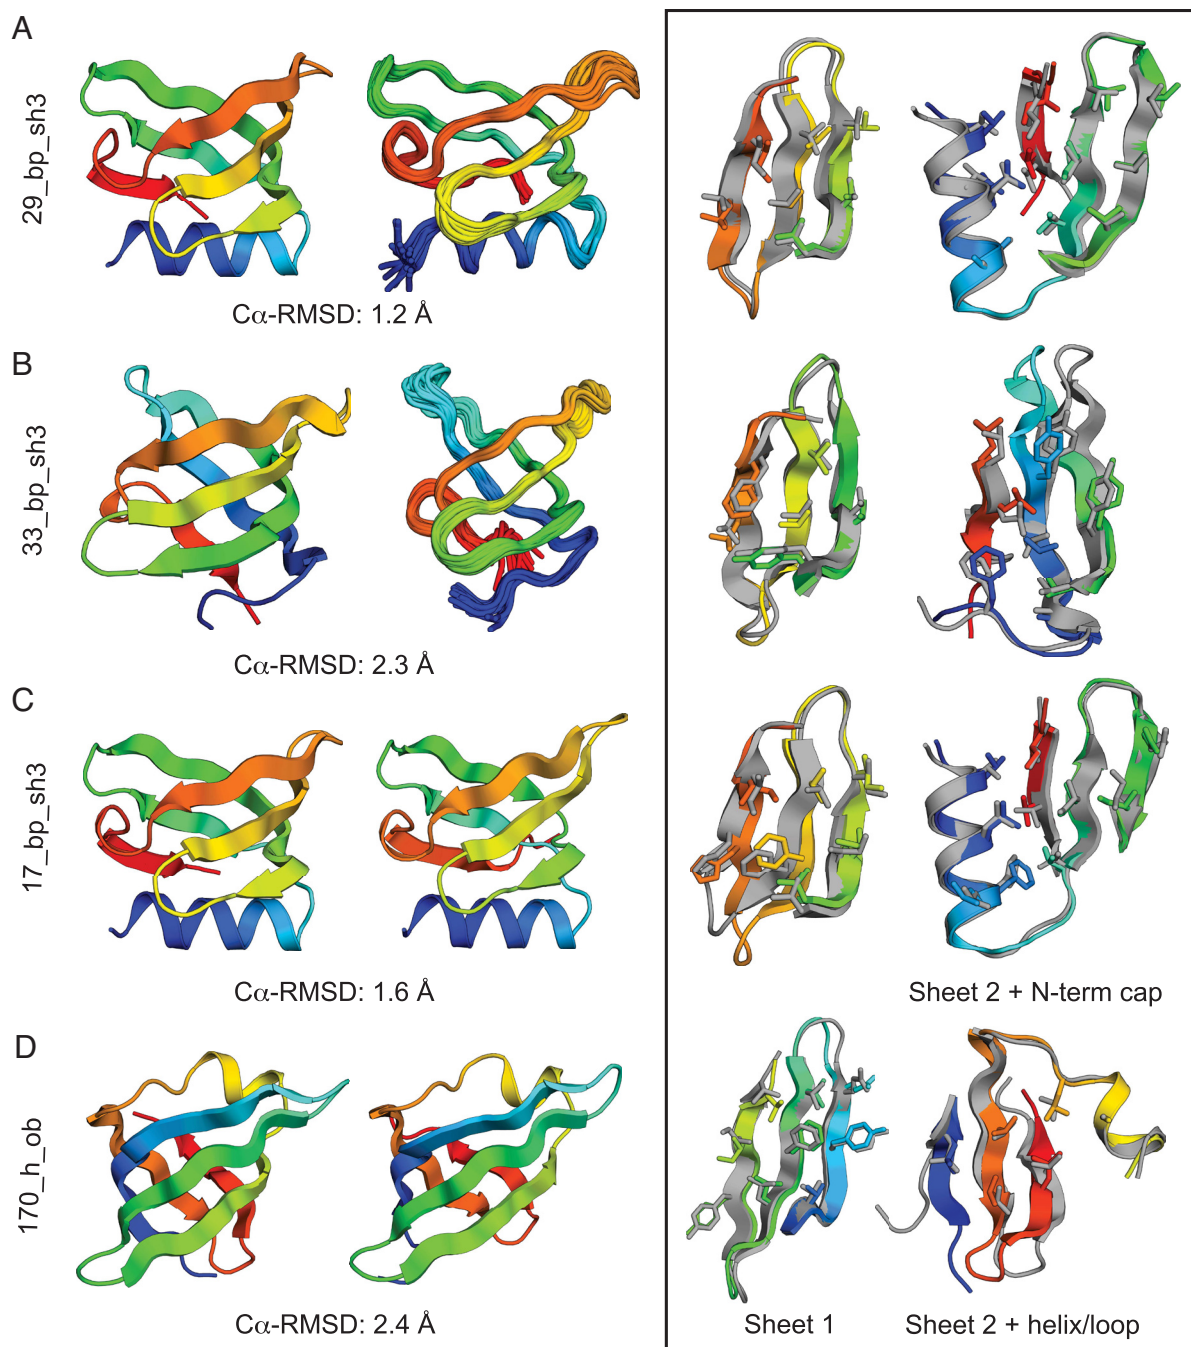 A
29_bp_sh3
Cα-RMSD: 1.2 Å
B
33_bp_sh3
Cα-RMSD: 2.3 Å
C
17_bp_sh3
Cα-RMSD: 1.6 Å
Sheet 2 + N-term cap
D
170_h_ob
Cα-RMSD: 2.4 Å
Sheet 1
Sheet 2 + helix/loop